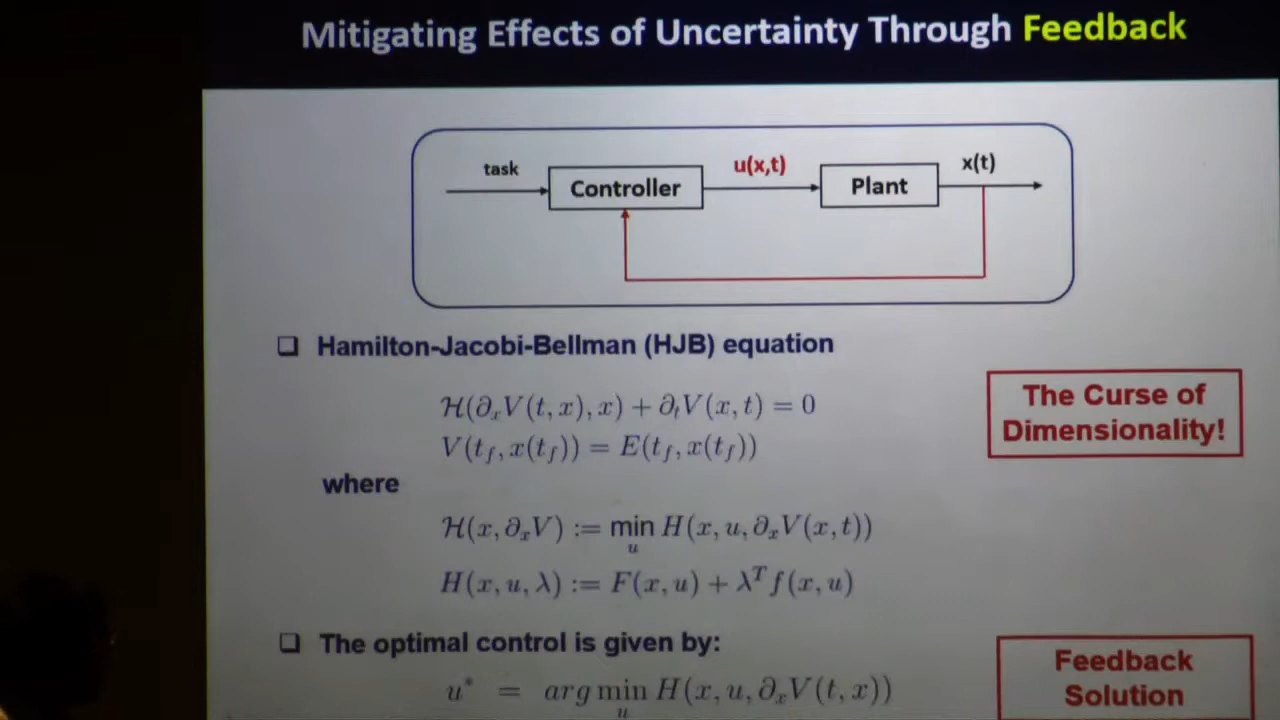 Mitigating Effects of Uncertainty Through Feedback
task
Controller
u(x,t)
Plant
x(t)
❑ Hamilton-Jacobi-Bellman (HJB) equation
ℋ(∂ₓV(t, x), x) + ∂ₜV(x, t) = 0
V(t_f, x(t_f)) = E(t_f, x(t_f))
The Curse of
Dimensionality!
where
ℋ(x, ∂ₓV) := min_u H(x, u, ∂ₓV(x, t))
H(x, u, λ) := F(x, u) + λᵀf(x, u)
❑ The optimal control is given by:
u* = arg min_u H(x, u, ∂ₓV(t, x))
Feedback
Solution